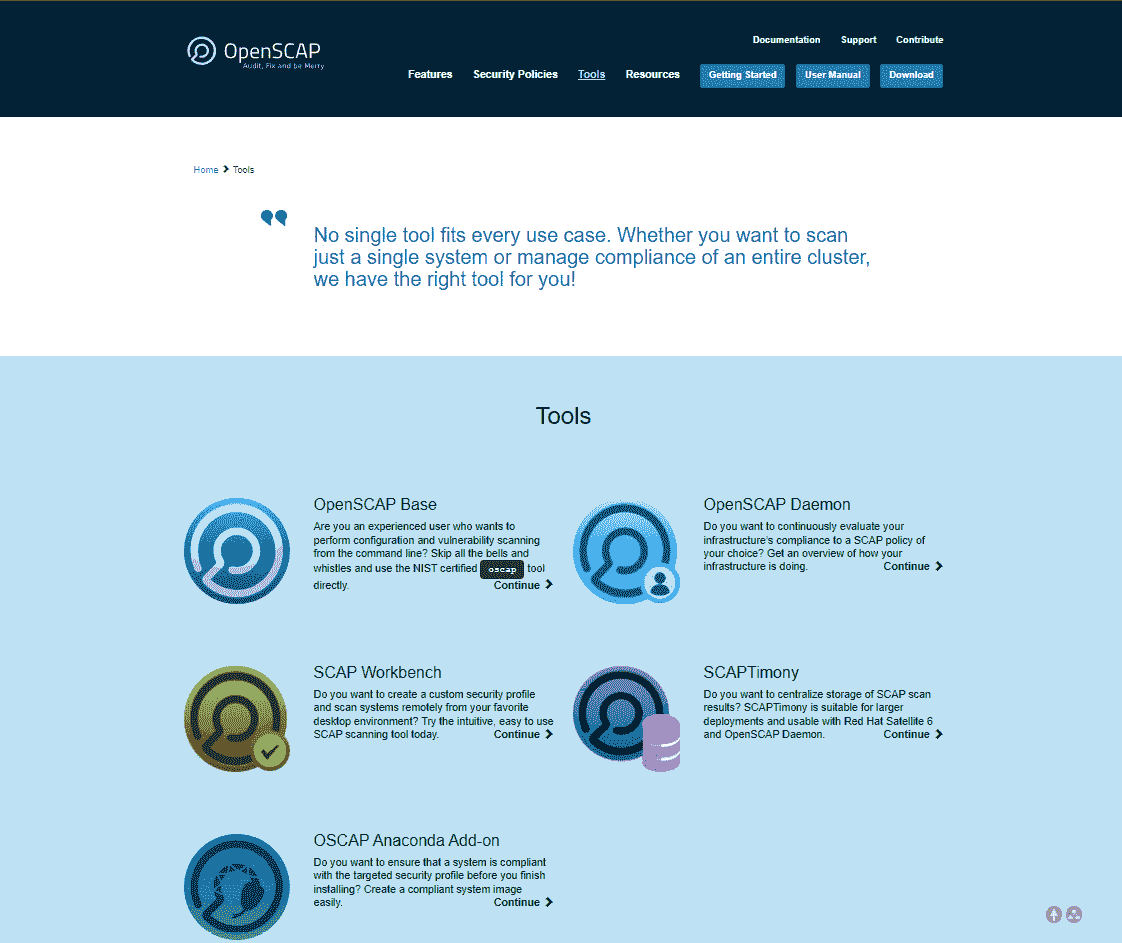 OpenSCAP
Audit, Fix and be Merry
Documentation Support Contribute
Features Security Policies Tools Resources Getting Started User Manual Download
Home > Tools
No single tool fits every use case. Whether you want to scan
just a single system or manage compliance of an entire cluster,
we have the right tool for you!
Tools
OpenSCAP Base
Are you an experienced user who wants to
perform configuration and vulnerability scanning
from the command line? Skip all the bells and
whistles and use the NIST certified oscap tool
directly.
Continue
OpenSCAP Daemon
Do you want to continuously evaluate your
infrastructure's compliance to a SCAP policy of
your choice? Get an overview of how your
infrastructure is doing.
Continue
SCAP Workbench
Do you want to create a custom security profile
and scan systems remotely from your favorite
desktop environment? Try the intuitive, easy to use
SCAP scanning tool today.
Continue
SCAPTimony
Do you want to centralize storage of SCAP scan
results? SCAPTimony is suitable for larger
deployments and usable with Red Hat Satellite 6
and OpenSCAP Daemon.
Continue
OSCAP Anaconda Add-on
Do you want to ensure that a system is compliant
with the targeted security profile before you finish
installing? Create a compliant system image
easily.
Continue